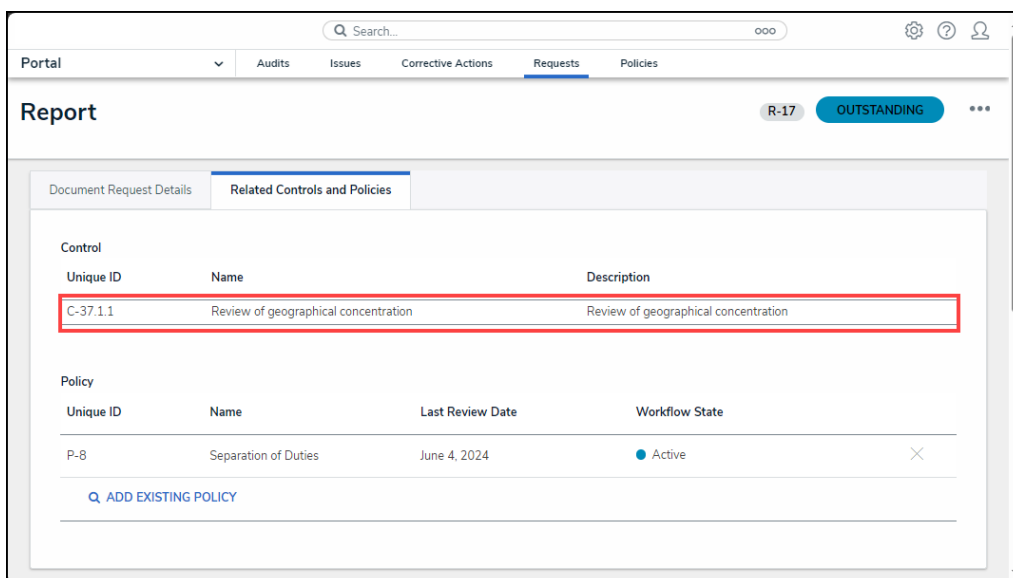 Search...
Portal Audits Issues Corrective Actions Requests Policies
Report R-17 OUTSTANDING
Document Request Details Related Controls and Policies
Control
Unique ID Name Description
C-37.1.1 Review of geographical concentration Review of geographical concentration
Policy
Unique ID Name Last Review Date Workflow State
P-8 Separation of Duties June 4, 2024 Active
ADD EXISTING POLICY